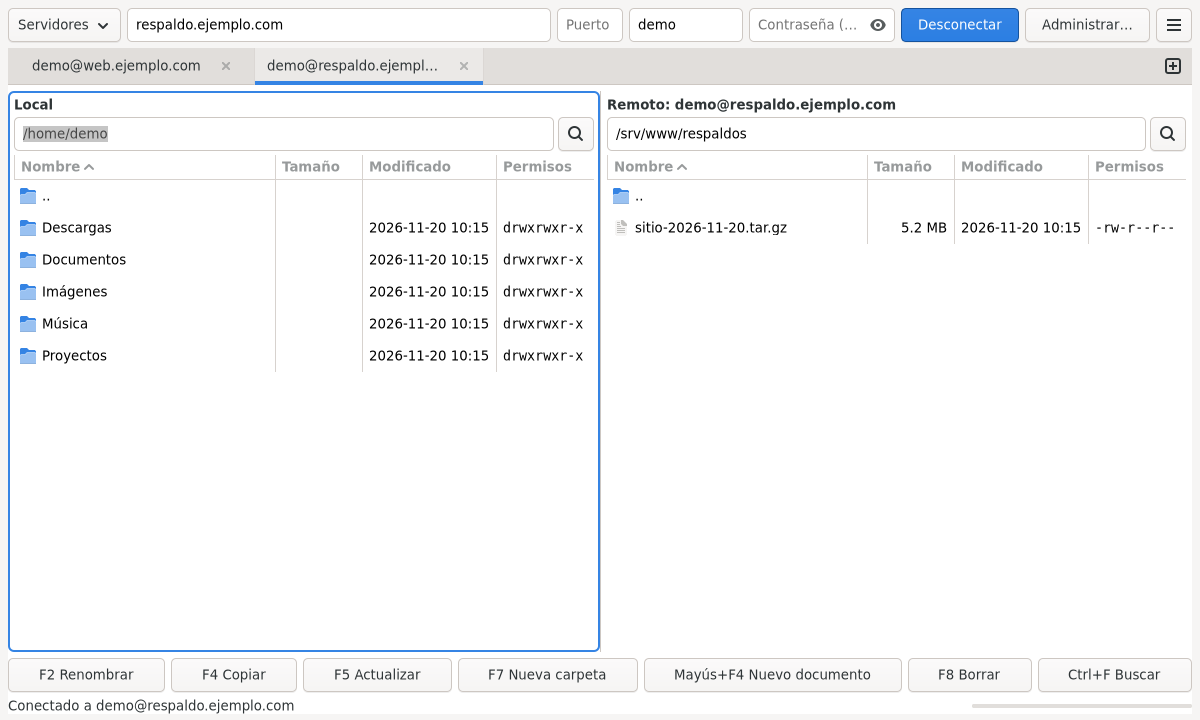 Servidores respaldo.ejemplo.com Puerto demo Contraseña (... Desconectar Administrar...
demo@web.ejemplo.com demo@respaldo.ejempl...
Local
/home/demo
Nombre Tamaño Modificado Permisos
..
Descargas 2026-11-20 10:15 drwxrwxr-x
Documentos 2026-11-20 10:15 drwxrwxr-x
Imágenes 2026-11-20 10:15 drwxrwxr-x
Música 2026-11-20 10:15 drwxrwxr-x
Proyectos 2026-11-20 10:15 drwxrwxr-x
Remoto: demo@respaldo.ejemplo.com
/srv/www/respaldos
Nombre Tamaño Modificado Permisos
..
sitio-2026-11-20.tar.gz 5.2 MB 2026-11-20 10:15 -rw-r--r--
F2 Renombrar F4 Copiar F5 Actualizar F7 Nueva carpeta Mayús+F4 Nuevo documento F8 Borrar Ctrl+F Buscar
Conectado a demo@respaldo.ejemplo.com